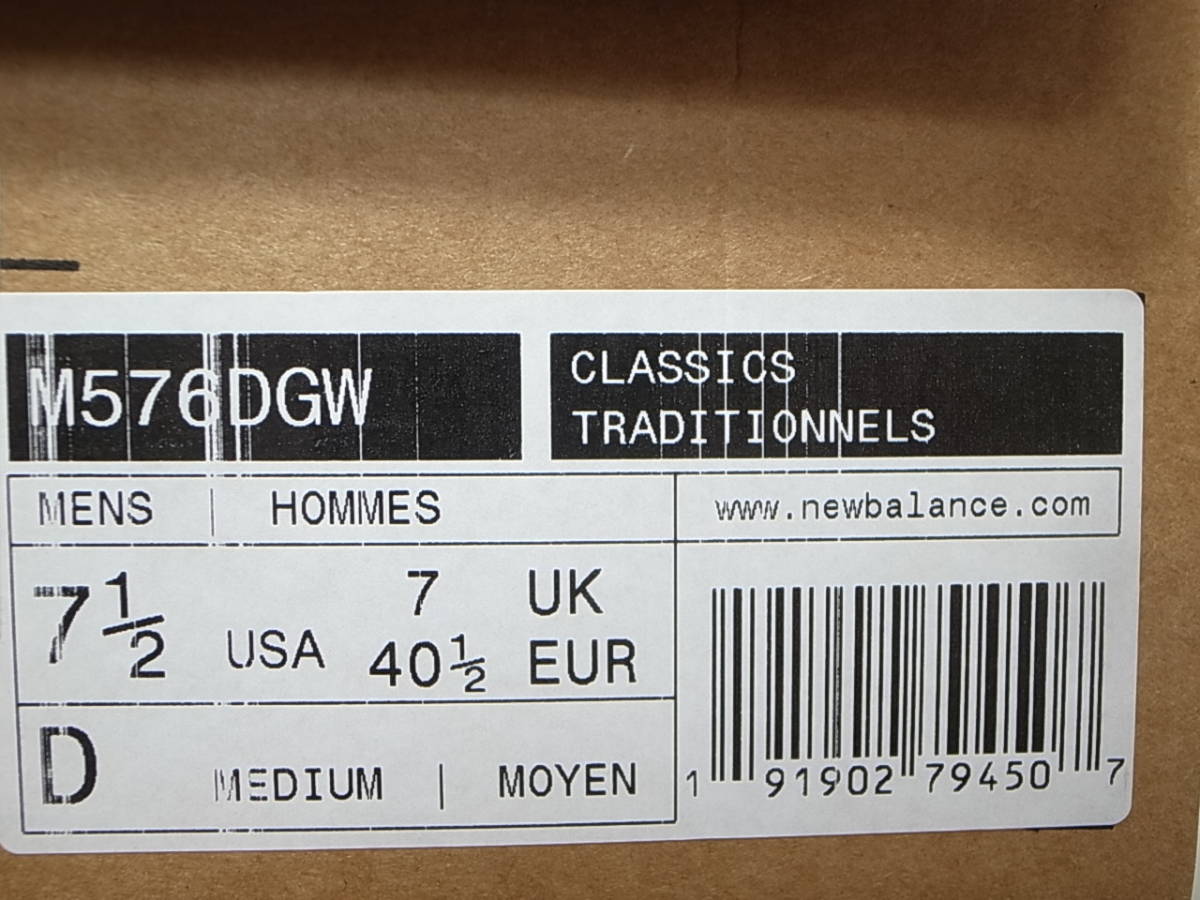 M576DGW
CLASSICS
TRADITIONNELS
MENS | HOMMES
www.newbalance.com
7 1/2 USA
7 UK
40 1/2 EUR
D MEDIUM | MOYEN
1 91902 79450 7